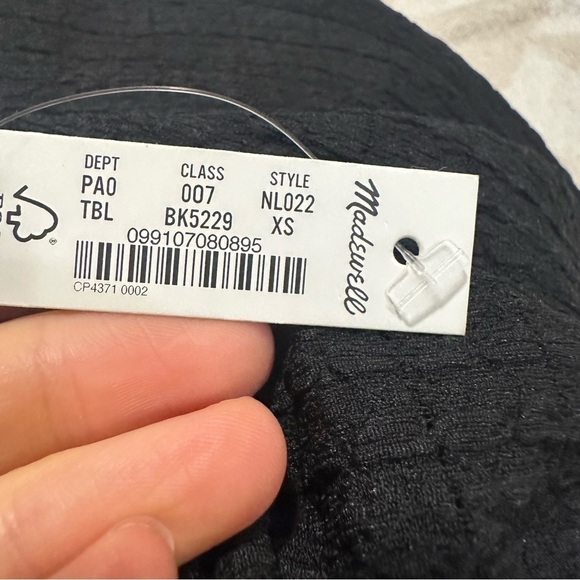 DEPT CLASS STYLE
PA0 007 NL022
TBL BK5229 XS
099107080895
CP4371 0002
Madewell